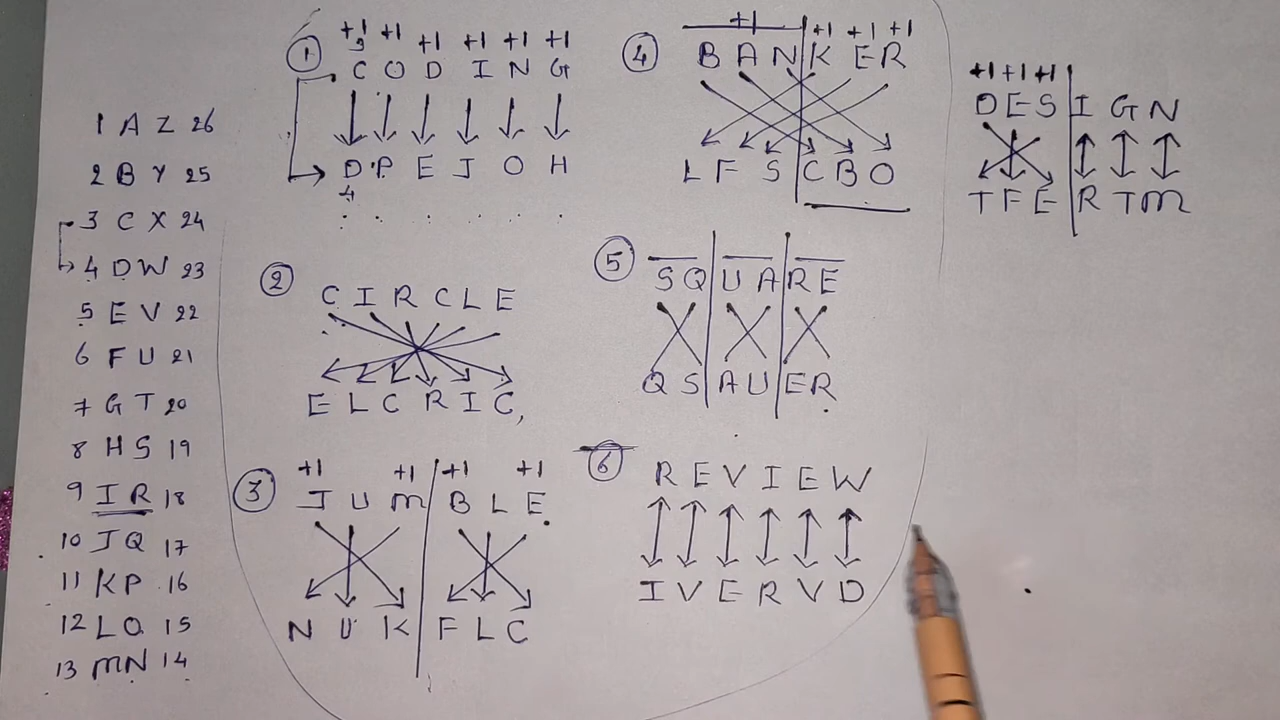 1 A Z 26
2 B Y 25
3 C X 24
4 D W 23
5 E V 22
6 F U 21
7 G T 20
8 H S 19
9 I R 18
10 J Q 17
11 K P 16
12 L O 15
13 M N 14
① +1 +1 +1 +1 +1 +1
3
C O D I N G
D P E J O H
4
② C I R C L E
E L C R I C,
③ +1 +1 +1 +1
J U M B L E
N U K F L C
④ +1 +1 +1 +1
B A N K E R
L F S C B O
⑤ S Q U A R E
Q S A U E R
⑥ R E V I E W
I V E R V D
+1 +1 +1
D E S I G N
T F E R T M